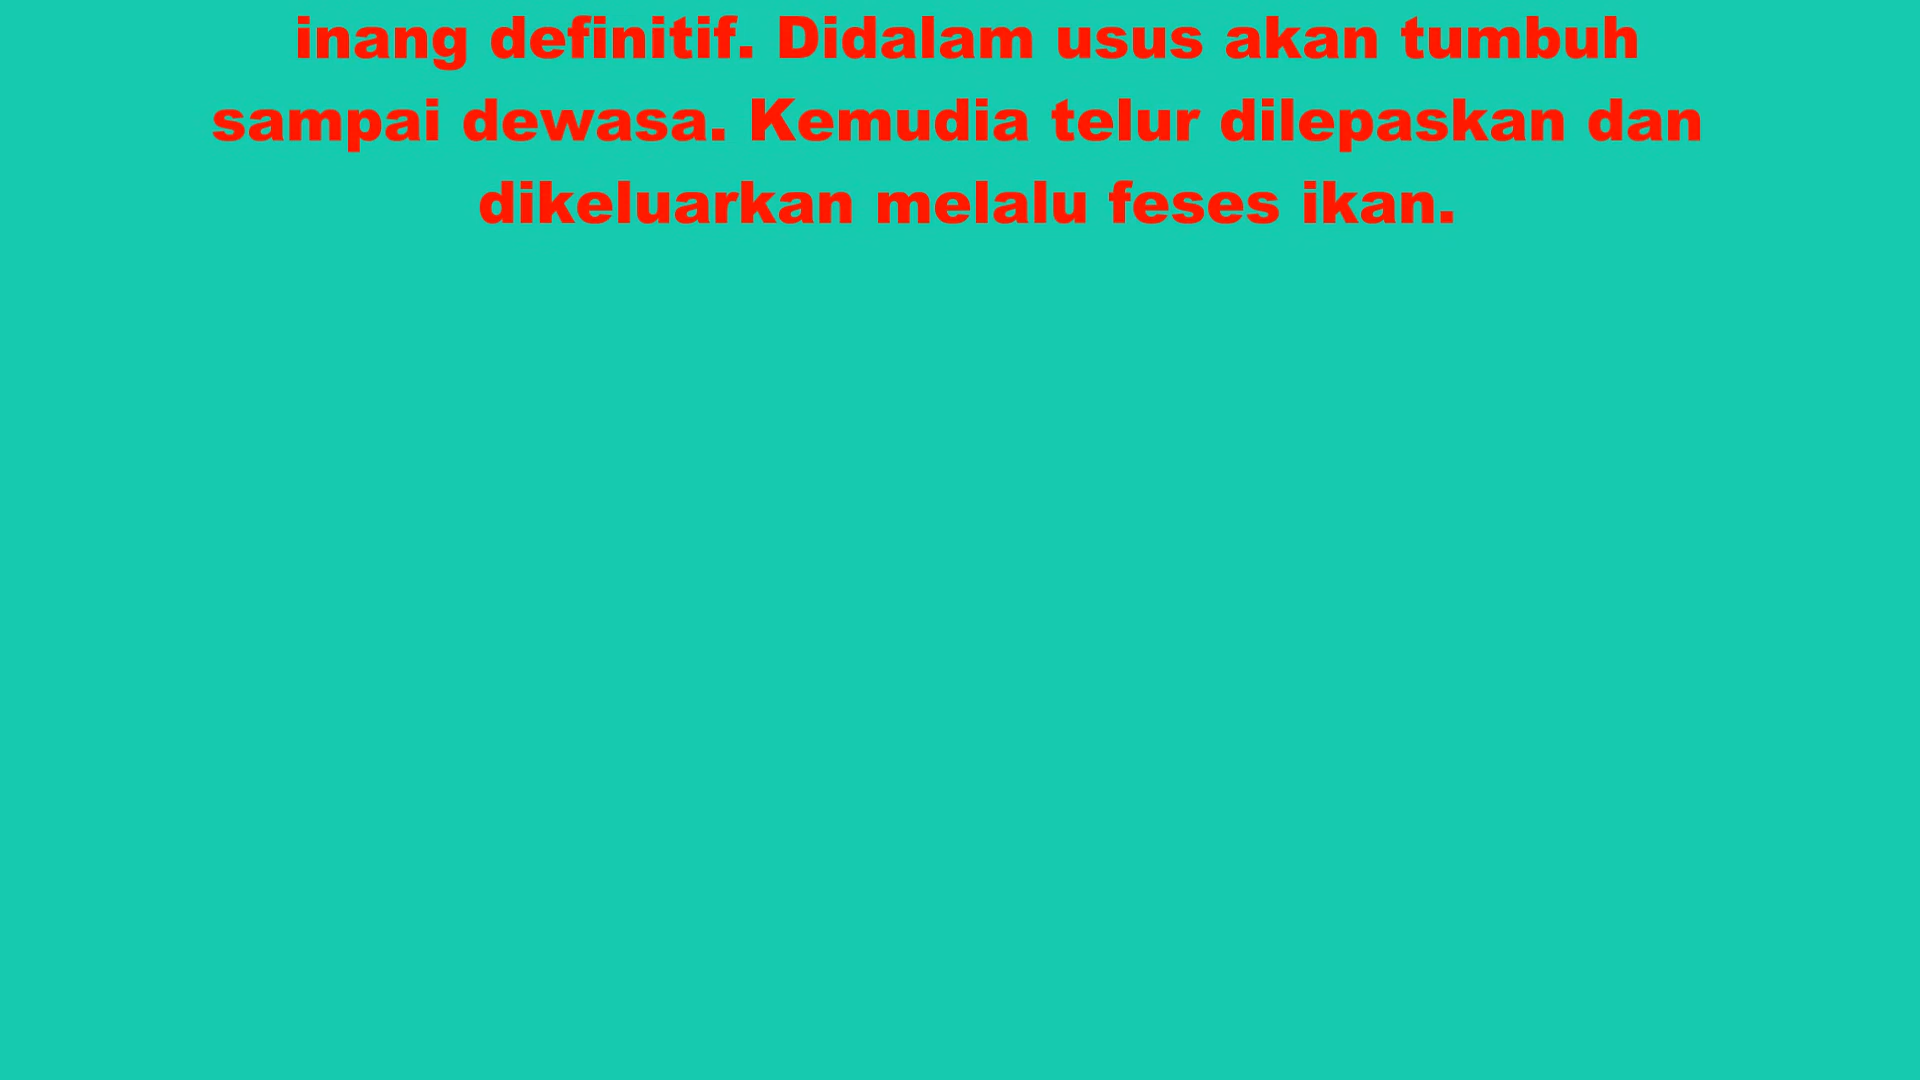 inang definitif. Didalam usus akan tumbuh
sampai dewasa. Kemudia telur dilepaskan dan
dikeluarkan melalu feses ikan.